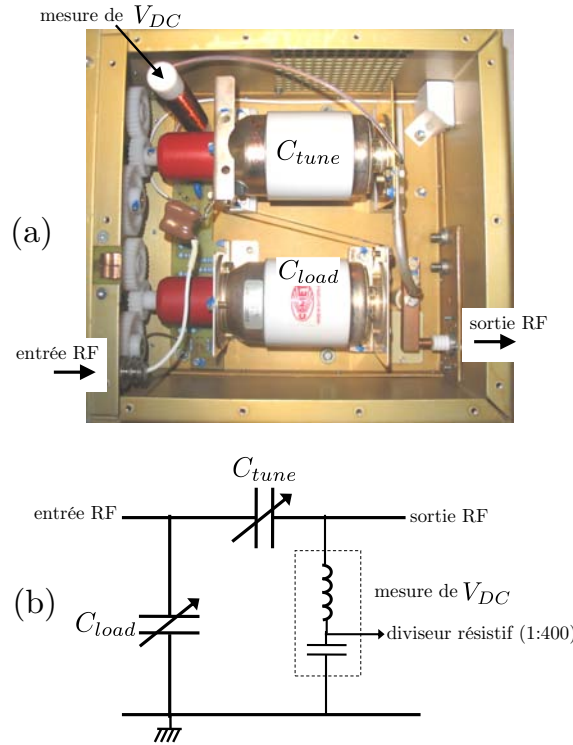 mesure de V_DC
C_tune
(a)
C_load
entrée RF
sortie RF
C_tune
entrée RF
sortie RF
(b)
C_load
mesure de V_DC
diviseur résistif (1:400)